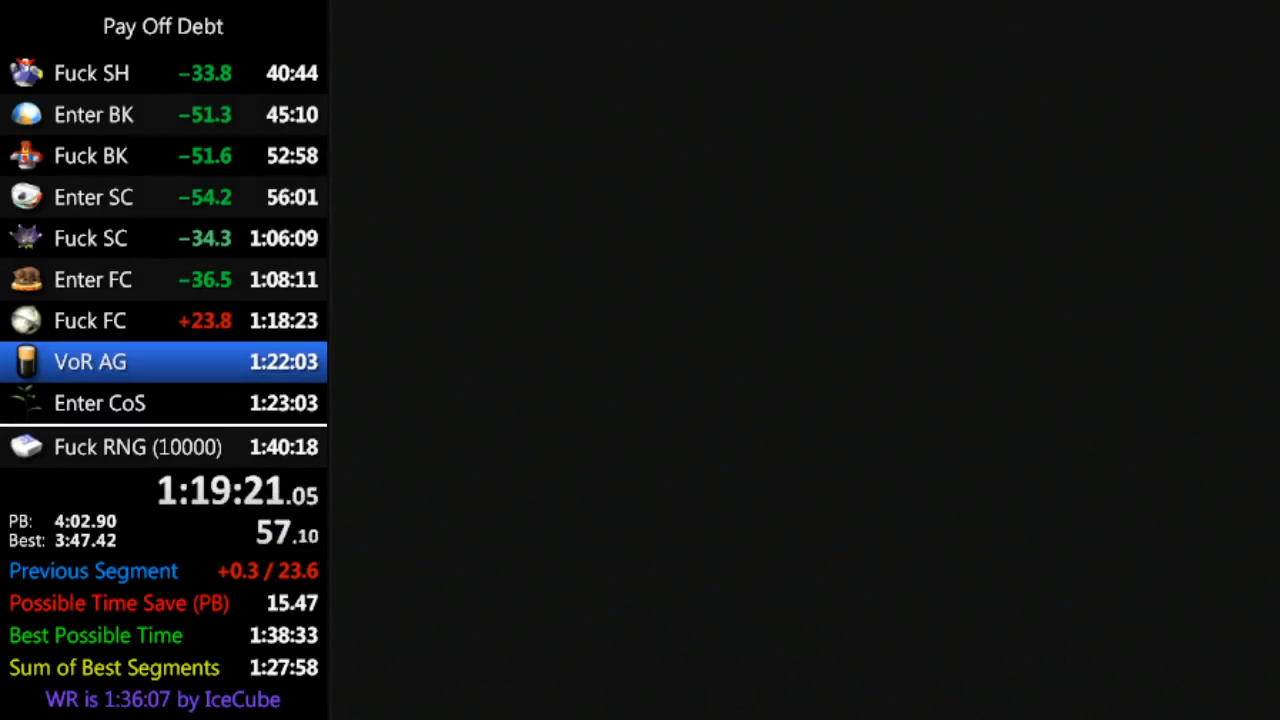 Pay Off Debt
Fuck SH −33.8 40:44
Enter BK −51.3 45:10
Fuck BK −51.6 52:58
Enter SC −54.2 56:01
Fuck SC −34.3 1:06:09
Enter FC −36.5 1:08:11
Fuck FC +23.8 1:18:23
VoR AG 1:22:03
Enter CoS 1:23:03
Fuck RNG (10000) 1:40:18
1:19:21.05
PB: 4:02.90
Best: 3:47.42
57.10
Previous Segment +0.3 / 23.6
Possible Time Save (PB) 15.47
Best Possible Time 1:38:33
Sum of Best Segments 1:27:58
WR is 1:36:07 by IceCube